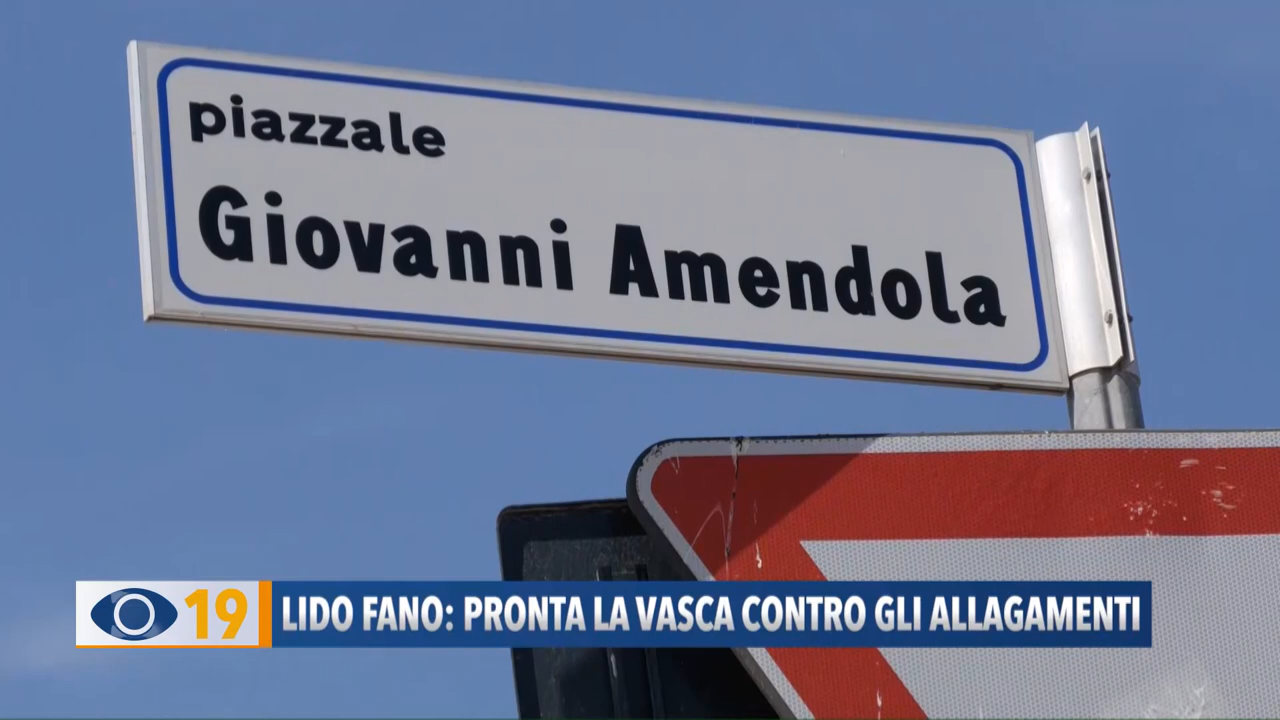 piazzale
Giovanni Amendola
19 LIDO FANO: PRONTA LA VASCA CONTRO GLI ALLAGAMENTI